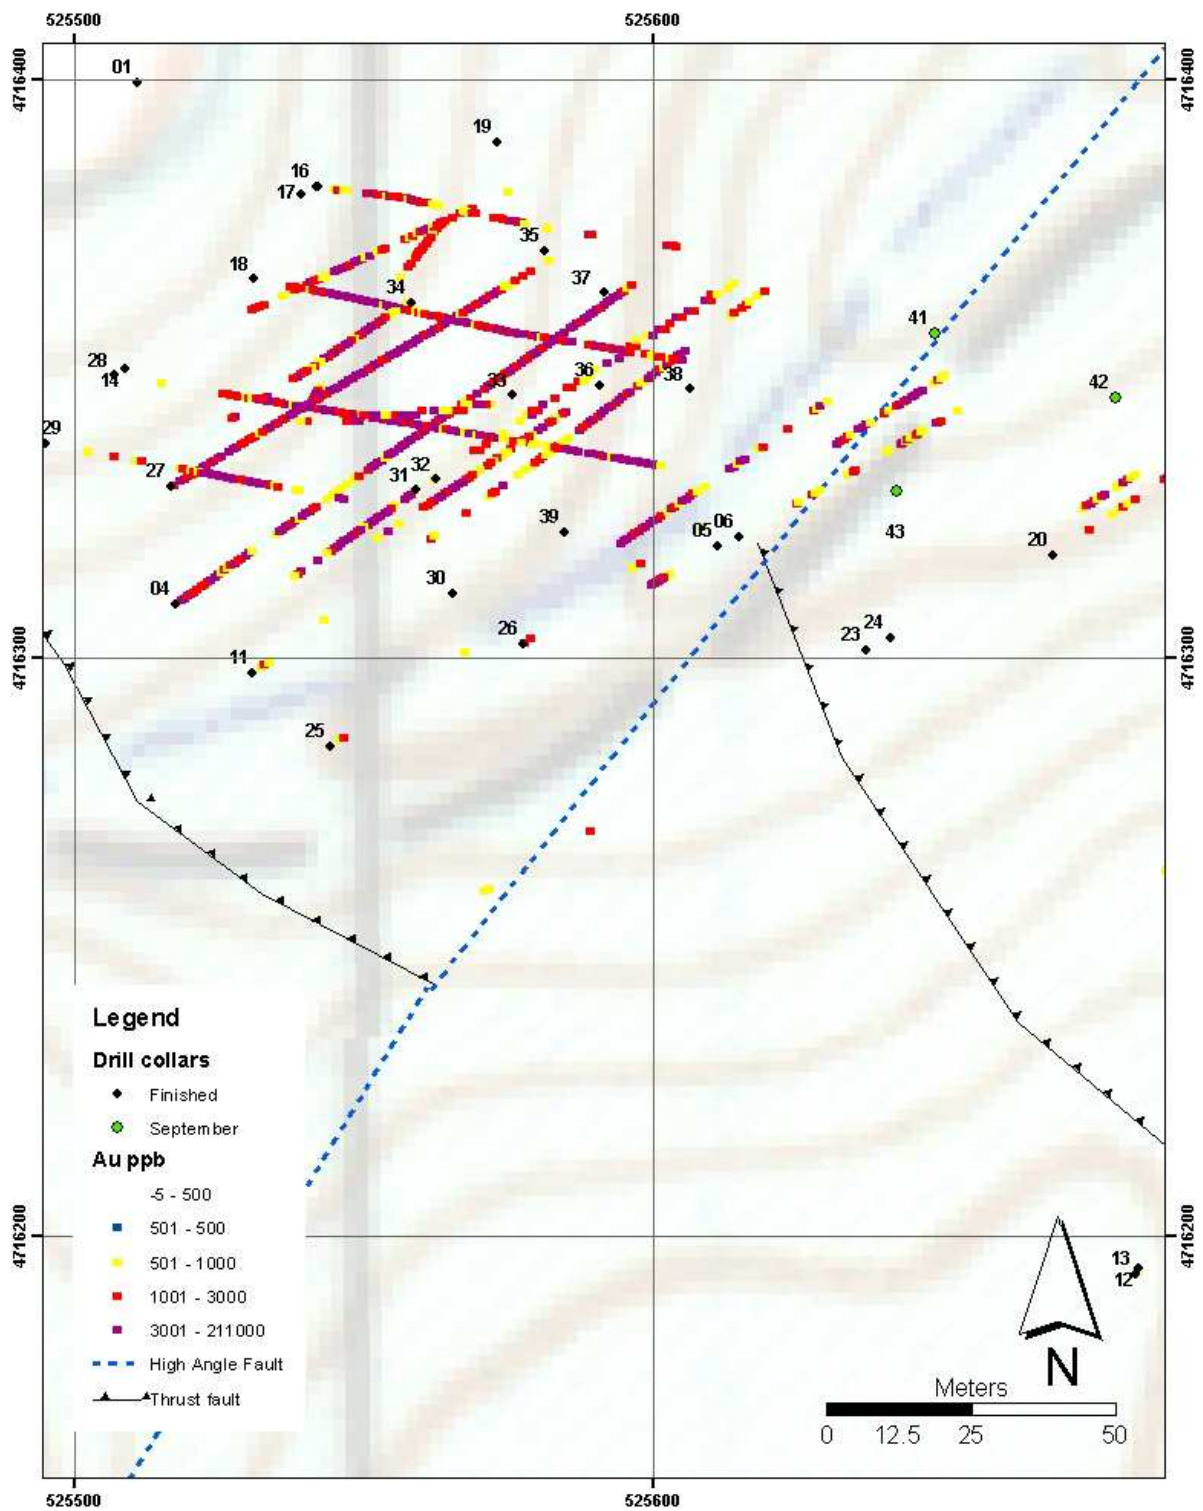 525500 525600
4716400 4716400
01
19
16
17
35
18
37
34
41
28
14
36
38
33
42
29
27
32
31
39
05 06
43
20
30
04
26
24
23
4716300 4716300
11
25
Legend
Drill collars
Finished
September
Au ppb
-5 - 500
501 - 500
501 - 1000
1001 - 3000
3001 - 211000
High Angle Fault
Thrust fault
4716200 4716200
13
12
N
Meters
0 12.5 25 50
525500 525600